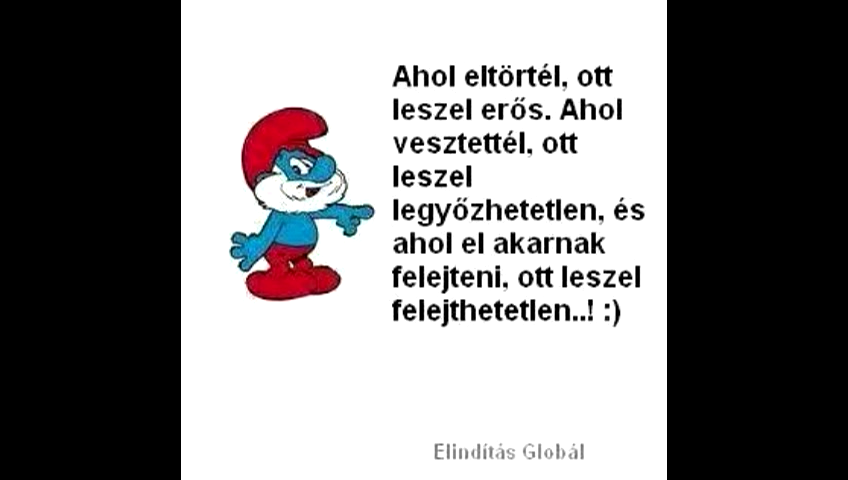 Ahol eltörtél, ott
leszel erős. Ahol
vesztettél, ott
leszel
legyőzhetetlen, és
ahol el akarnak
felejteni, ott leszel
felejthetetlen..! :)
Elindítás Globál